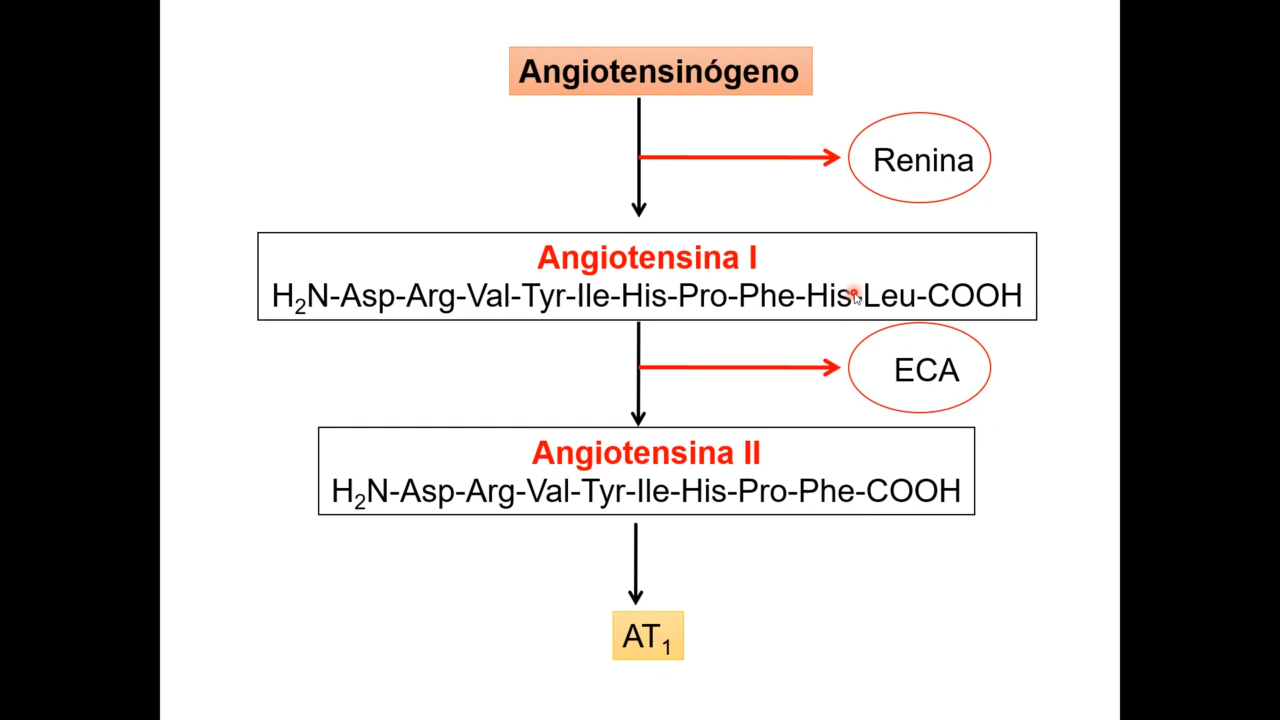 Angiotensinógeno
Renina
Angiotensina I
H₂N-Asp-Arg-Val-Tyr-Ile-His-Pro-Phe-His-Leu-COOH
ECA
Angiotensina II
H₂N-Asp-Arg-Val-Tyr-Ile-His-Pro-Phe-COOH
AT₁